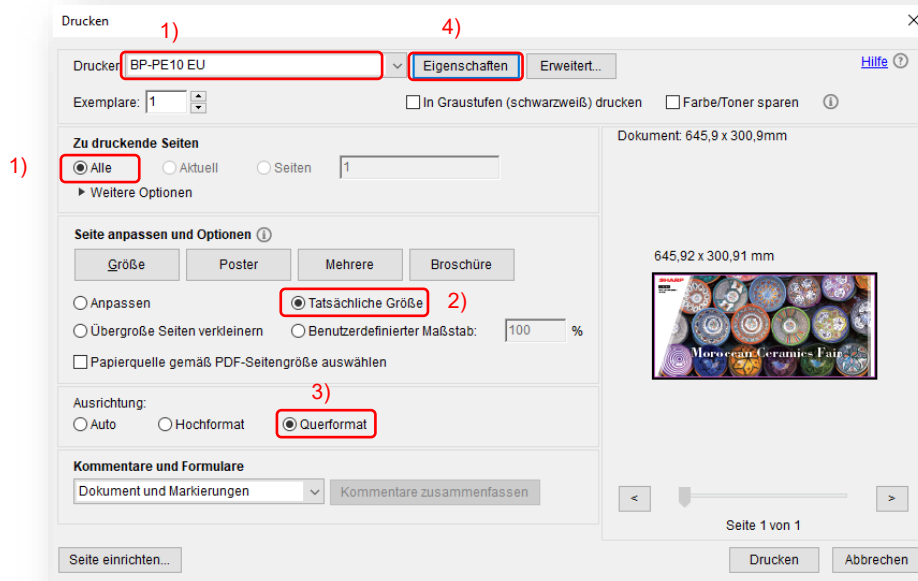 Drucken
1)
4)
Drucker BP-PE10 EU Eigenschaften Erweitert... Hilfe
Exemplare: 1 In Graustufen (schwarzweiß) drucken Farbe/Toner sparen
Zu druckende Seiten
1) Alle Aktuell Seiten 1
Weitere Optionen
Seite anpassen und Optionen
Größe Poster Mehrere Broschüre
Anpassen Tatsächliche Größe 2)
Übergroße Seiten verkleinern Benutzerdefinierter Maßstab: 100 %
Papierquelle gemäß PDF-Seitengröße auswählen
3)
Ausrichtung:
Auto Hochformat Querformat
Kommentare und Formulare
Dokument und Markierungen Kommentare zusammenfassen
Seite einrichten...
Dokument: 645,9 x 300,9mm
645,92 x 300,91 mm
SHARP
Moroccan Ceramics Fair
< >
Seite 1 von 1
Drucken Abbrechen